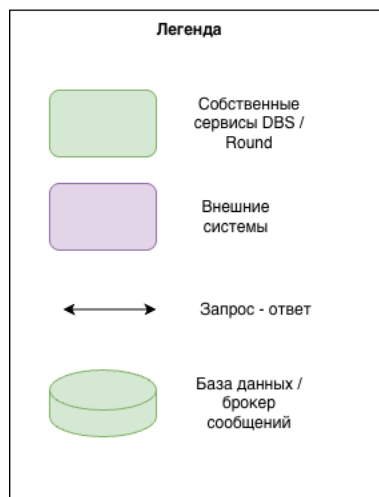 Легенда
Собственные
сервисы DBS /
Round
Внешние
системы
Запрос - ответ
База данных /
брокер
сообщений